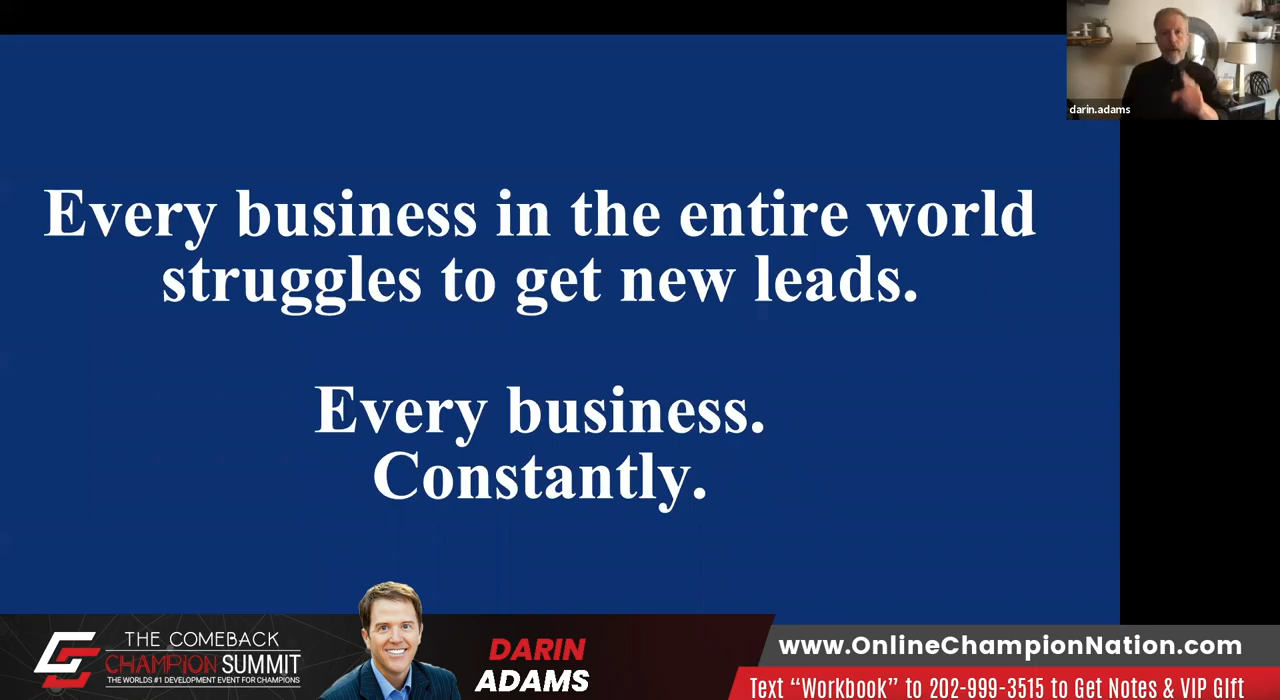 darin.adams
Every business in the entire world
struggles to get new leads.
Every business.
Constantly.
THE COMEBACK
CHAMPION SUMMIT
THE WORLDS #1 DEVELOPMENT EVENT FOR CHAMPIONS
DARIN
ADAMS
www.OnlineChampionNation.com
Text “Workbook” to 202-999-3515 to Get Notes & VIP GIft